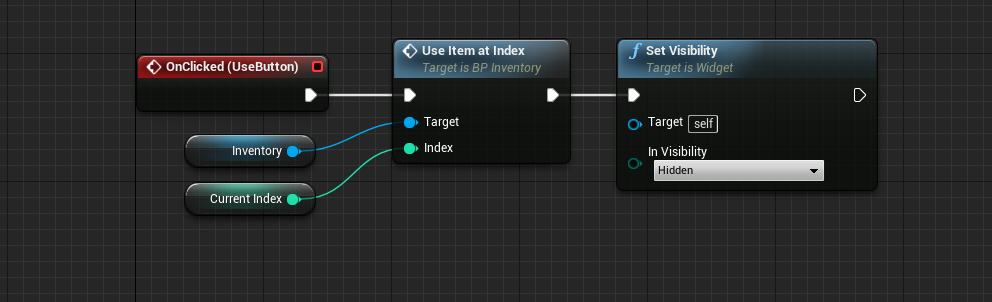 OnClicked (UseButton)
Use Item at Index
Target is BP Inventory
Target
Index
Inventory
Current Index
Set Visibility
Target is Widget
Target self
In Visibility
Hidden